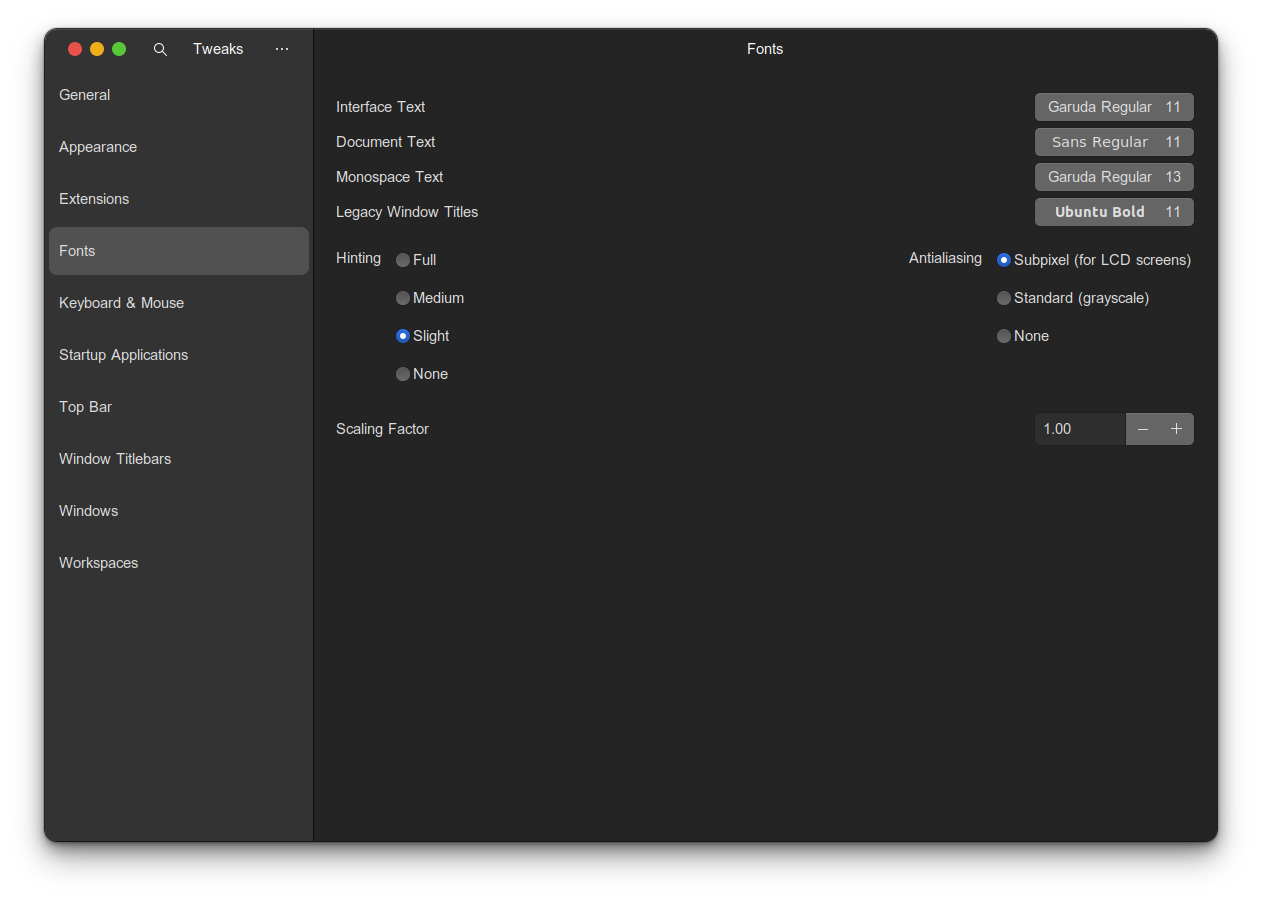 Tweaks
Fonts
General
Appearance
Extensions
Fonts
Keyboard & Mouse
Startup Applications
Top Bar
Window Titlebars
Windows
Workspaces
Interface Text Garuda Regular 11
Document Text Sans Regular 11
Monospace Text Garuda Regular 13
Legacy Window Titles Ubuntu Bold 11
Hinting Full
Medium
Slight
None
Antialiasing Subpixel (for LCD screens)
Standard (grayscale)
None
Scaling Factor 1.00